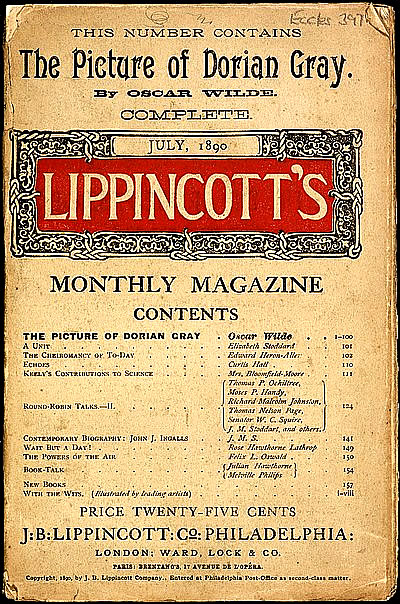 Eccles 397
THIS NUMBER CONTAINS
The Picture of Dorian Gray.
BY OSCAR WILDE.
COMPLETE.
JULY, 1890
LIPPINCOTT'S
MONTHLY MAGAZINE
CONTENTS
THE PICTURE OF DORIAN GRAY . Oscar Wilde . . 1-100
A UNIT . . . . . . . . Elizabeth Stoddard . . 101
THE CHEIROMANCY OF TO-DAY . . . . Edward Heron-Allen . 102
ECHOES . . . . . . . . Curtis Hall . . 110
KEELY'S CONTRIBUTIONS TO SCIENCE . . . Mrs. Bloomfield-Moore . 111
ROUND-ROBIN TALKS.—II. . . . . . Thomas P. Ochiltree,
Moses P. Handy,
Richard Malcolm Johnston,
Thomas Nelson Page,
Senator W. C. Squire,
J. M. Stoddart, and others. 124
CONTEMPORARY BIOGRAPHY: JOHN J. INGALLS . J. M. S. . . . 141
WAIT BUT A DAY! . . . . . . Rose Hawthorne Lathrop . 149
THE POWERS OF THE AIR . . . . . Felix L. Oswald . . 150
BOOK-TALK . . . . . . . Julian Hawthorne
Melville Philips 154
NEW BOOKS . . . . . . . . 157
WITH THE WITS. (Illustrated by leading artists) . . . . i-viii
PRICE TWENTY-FIVE CENTS
J:B:LIPPINCOTT:CO: PHILADELPHIA:
LONDON: WARD, LOCK & CO.
PARIS: BRENTANO'S, 17 AVENUE DE L'OPÉRA.
Copyright, 1890, by J. B. Lippincott Company. Entered at Philadelphia Post-Office as second-class matter.